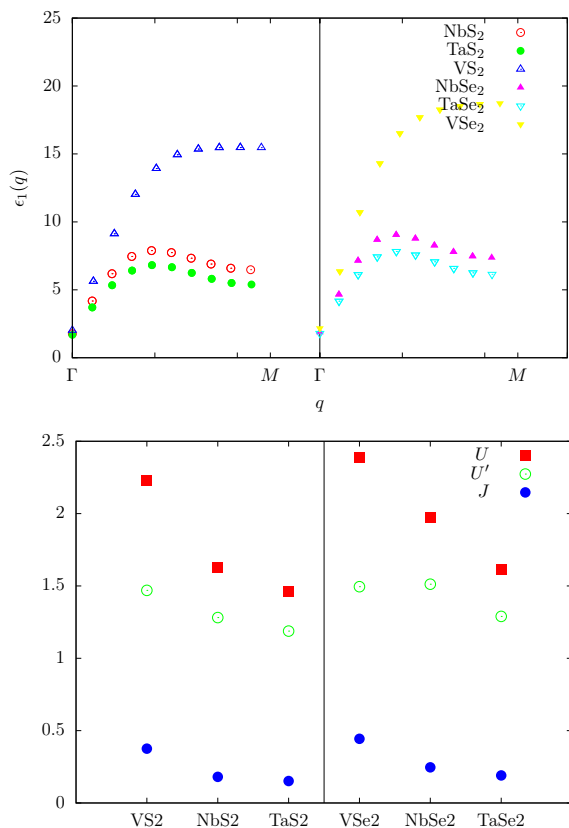 25
20
15
10
5
0
ϵ₁(q)
NbS₂
TaS₂
VS₂
NbSe₂
TaSe₂
VSe₂
Γ M Γ M
q
2.5
2
1.5
1
0.5
0
U
U′
J
VS2 NbS2 TaS2 VSe2 NbSe2 TaSe2